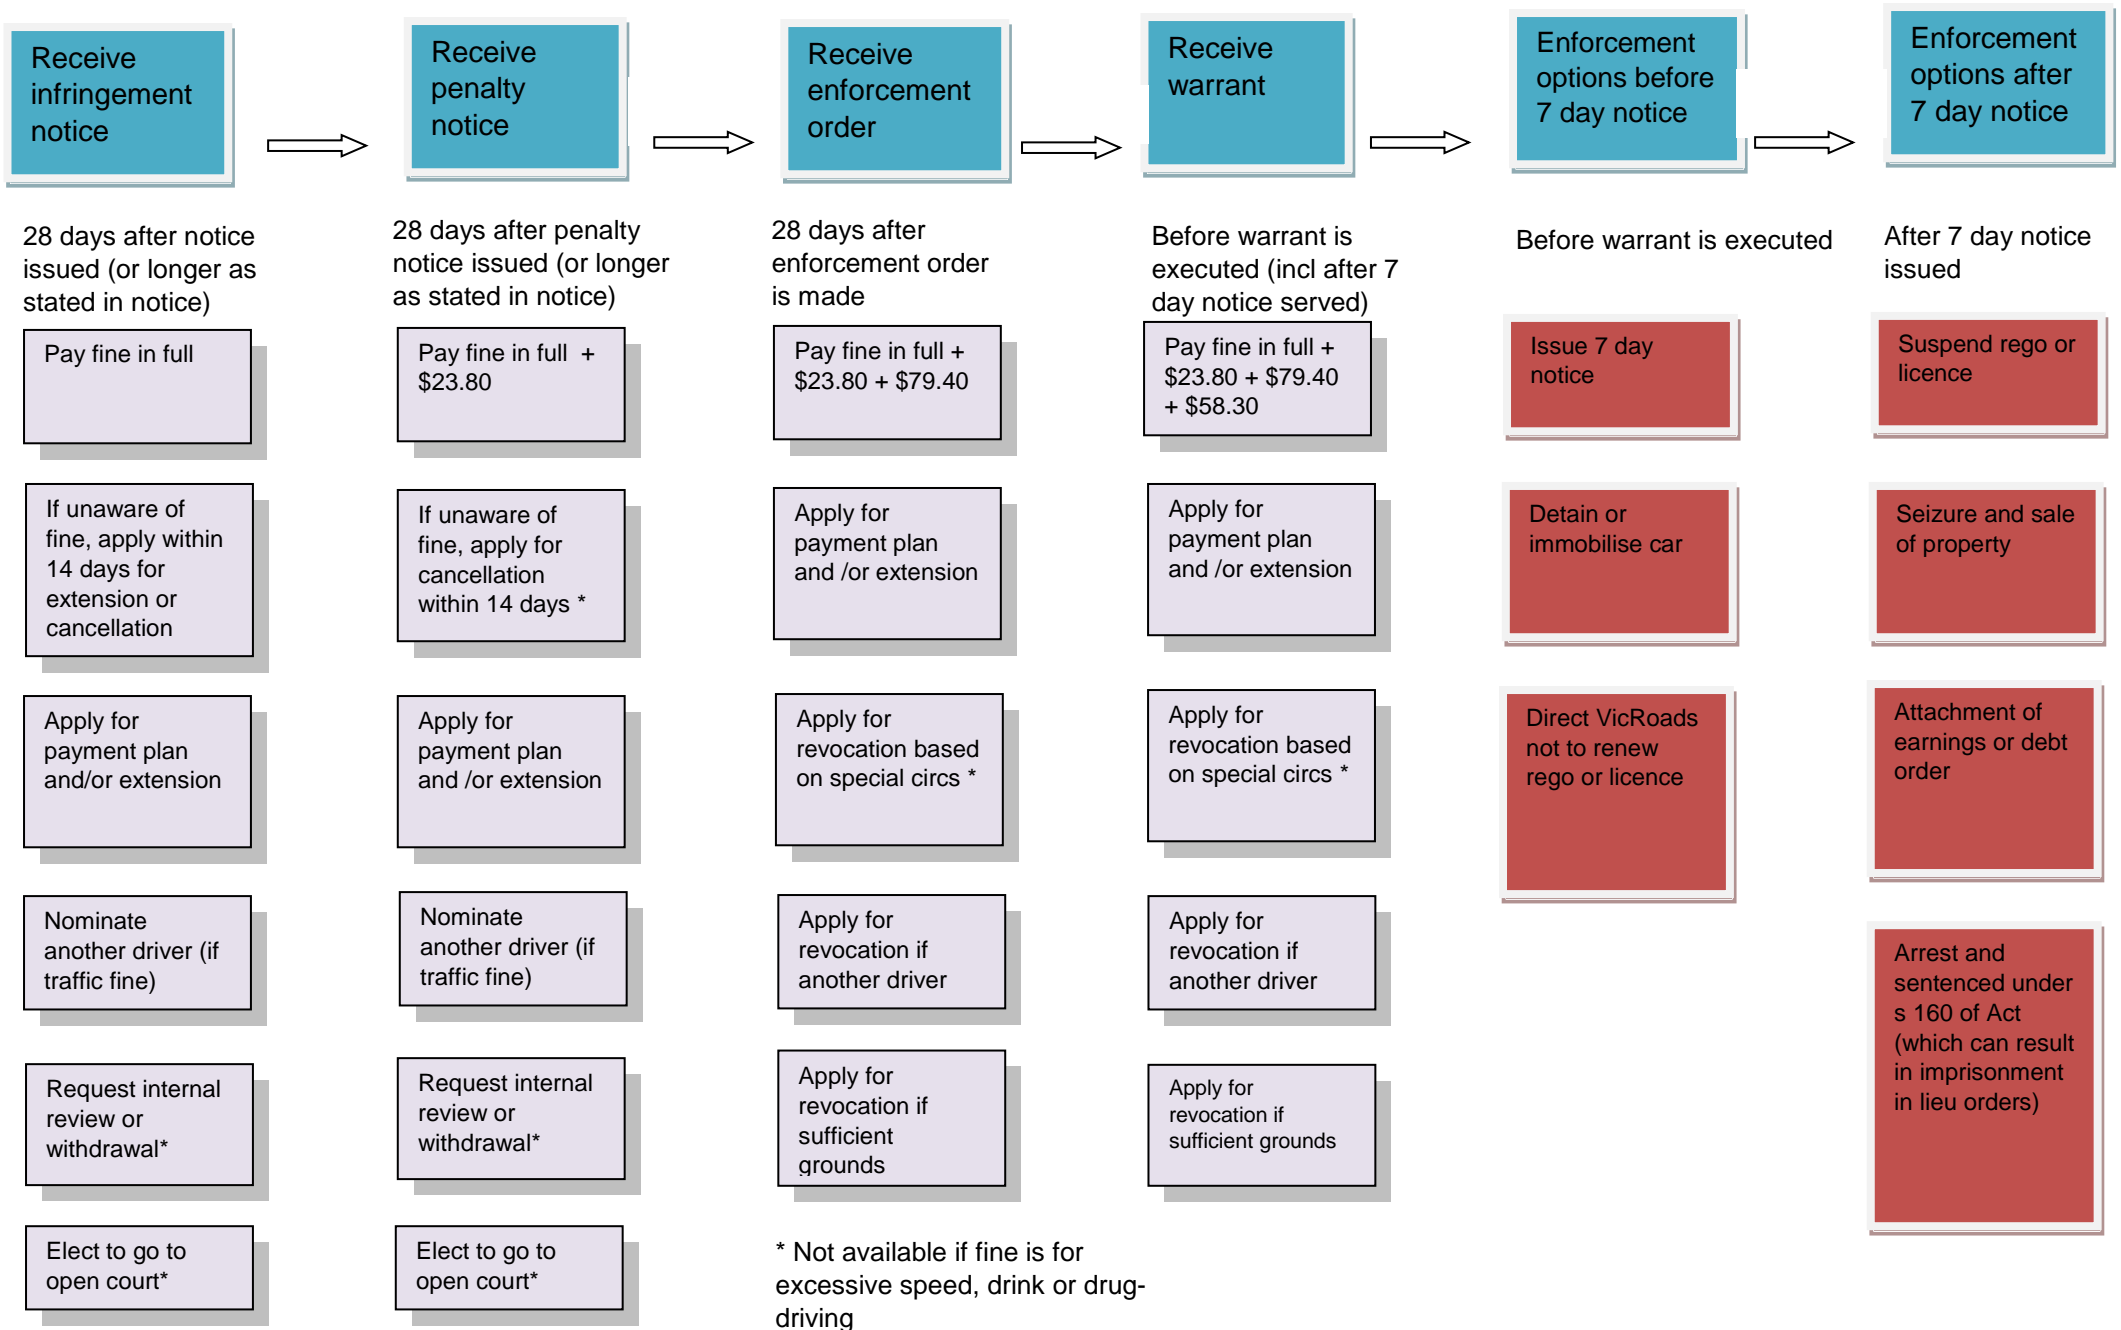 Receive
infringement
notice
Receive
penalty
notice
Receive
enforcement
order
Receive
warrant
Enforcement
options before
7 day notice
Enforcement
options after
7 day notice
28 days after notice
issued (or longer as
stated in notice)
28 days after penalty
notice issued (or longer
as stated in notice)
28 days after
enforcement order
is made
Before warrant is
executed (incl after 7
day notice served)
Before warrant is executed
After 7 day notice
issued
Pay fine in full
Pay fine in full +
$23.80
Pay fine in full +
$23.80 + $79.40
Pay fine in full +
$23.80 + $79.40
+ $58.30
Issue 7 day
notice
Suspend rego or
licence
If unaware of
fine, apply within
14 days for
extension or
cancellation
If unaware of
fine, apply for
cancellation
within 14 days *
Apply for
payment plan
and /or extension
Apply for
payment plan
and /or extension
Detain or
immobilise car
Seizure and sale
of property
Apply for
payment plan
and/or extension
Apply for
payment plan
and /or extension
Apply for
revocation based
on special circs *
Apply for
revocation based
on special circs *
Direct VicRoads
not to renew
rego or licence
Attachment of
earnings or debt
order
Nominate
another driver (if
traffic fine)
Nominate
another driver (if
traffic fine)
Apply for
revocation if
another driver
Apply for
revocation if
another driver
Arrest and
sentenced under
s 160 of Act
(which can result
in imprisonment
in lieu orders)
Request internal
review or
withdrawal*
Request internal
review or
withdrawal*
Apply for
revocation if
sufficient
grounds
Apply for
revocation if
sufficient grounds
Elect to go to
open court*
Elect to go to
open court*
* Not available if fine is for
excessive speed, drink or drug-
driving